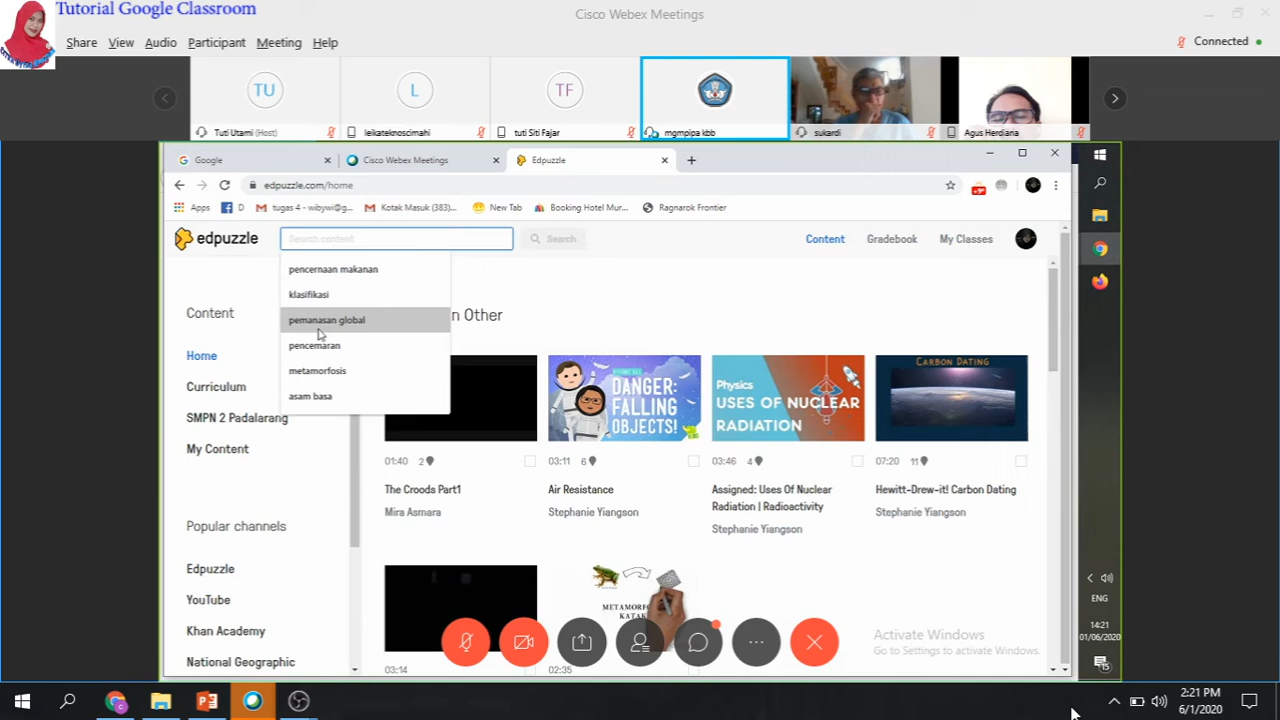 Tutorial Google Classroom
Cisco Webex Meetings
Share View Audio Participant Meeting Help
Connected
TU
L
TF
Tuti Utami (Host)
leikateknoscimahi
tuti Siti Fajar
mgmpipa kbb
sukardi
Agus Herdiana
Google
Cisco Webex Meetings
Edpuzzle
edpuzzle.com/home
Apps
D
tugas 4 - wibywi@g...
Kotak Masuk (383)...
New Tab
Booking Hotel Mur...
Ragnarok Frontier
edpuzzle
Search content
Search
Content
Gradebook
My Classes
pencernaan makanan
klasifikasi
pemanasan global
pencemaran
metamorfosis
asam basa
Content
Home
Curriculum
SMPN 2 Padalarang
My Content
Popular channels
Edpuzzle
YouTube
Khan Academy
National Geographic
n Other
DANGER:
FALLING
OBJECTS!
Physics
USES OF NUCLEAR
RADIATION
CARBON DATING
01:40 2
03:11 6
03:46 4
07:20 11
The Croods Part1
Mira Asmara
Air Resistance
Stephanie Yiangson
Assigned: Uses Of Nuclear
Radiation | Radioactivity
Stephanie Yiangson
Hewitt-Drew-it! Carbon Dating
Stephanie Yiangson
METAMORFO
KATAK
03:14
02:35
Activate Windows
Go to Settings to activate Windows.
ENG
14:21
01/06/2020
15
2:21 PM
6/1/2020